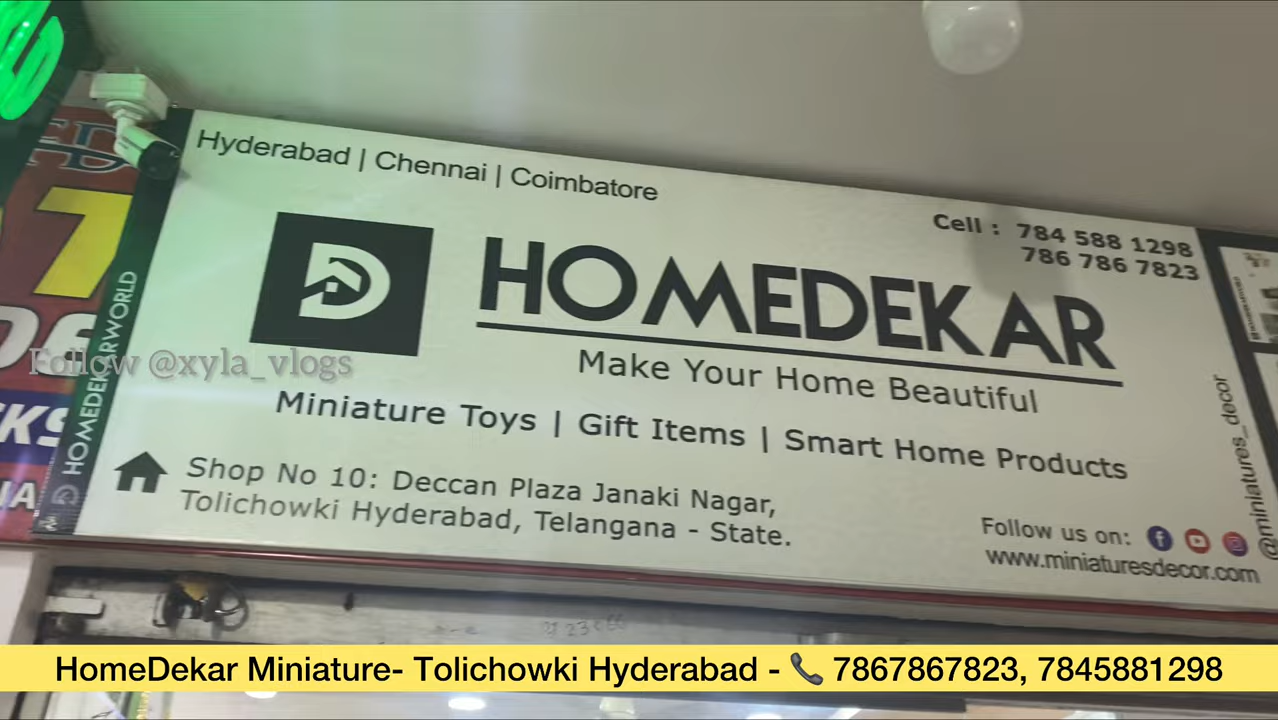 Hyderabad | Chennai | Coimbatore
Cell : 784 588 1298
786 786 7823
HOMEDEKAR
Make Your Home Beautiful
Miniature Toys | Gift Items | Smart Home Products
Shop No 10: Deccan Plaza Janaki Nagar,
Tolichowki Hyderabad, Telangana - State.
Follow us on:
www.miniaturesdecor.com
@miniatures_decor
HOMEDEKARWORLD
Follow @xyla_vlogs
HomeDekar Miniature- Tolichowki Hyderabad - 📞 7867867823, 7845881298